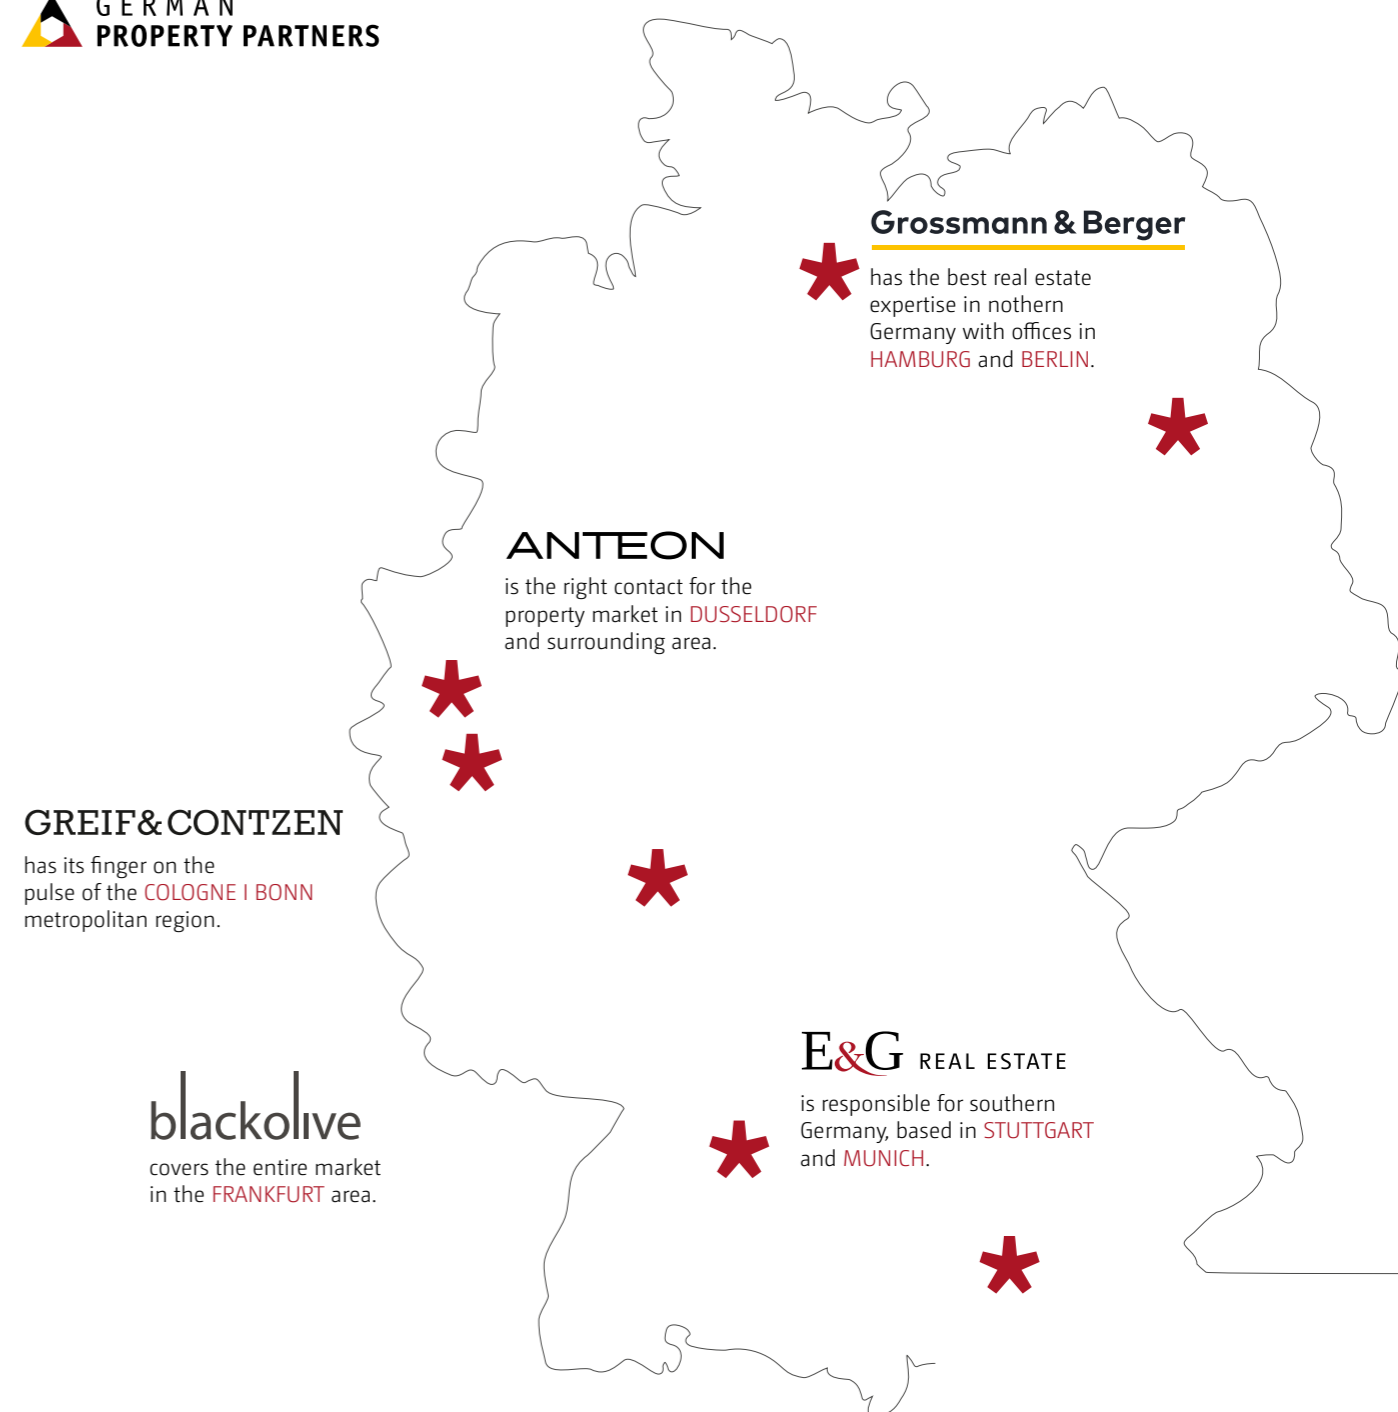 GERMAN
PROPERTY PARTNERS
Grossmann & Berger
has the best real estate
expertise in nothern
Germany with offices in
HAMBURG and BERLIN.
ANTEON
is the right contact for the
property market in DUSSELDORF
and surrounding area.
GREIF&CONTZEN
has its finger on the
pulse of the COLOGNE I BONN
metropolitan region.
E&G REAL ESTATE
is responsible for southern
Germany, based in STUTTGART
and MUNICH.
blackolive
covers the entire market
in the FRANKFURT area.